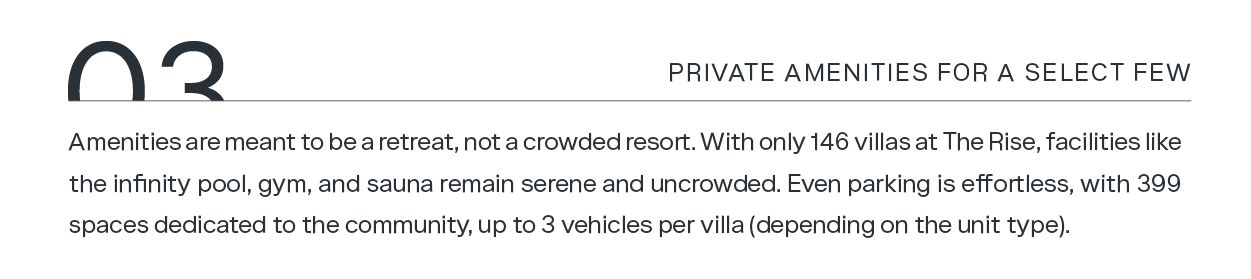 03
PRIVATE AMENITIES FOR A SELECT FEW
Amenities are meant to be a retreat, not a crowded resort. With only 146 villas at The Rise, facilities like
the infinity pool, gym, and sauna remain serene and uncrowded. Even parking is effortless, with 399
spaces dedicated to the community, up to 3 vehicles per villa (depending on the unit type).